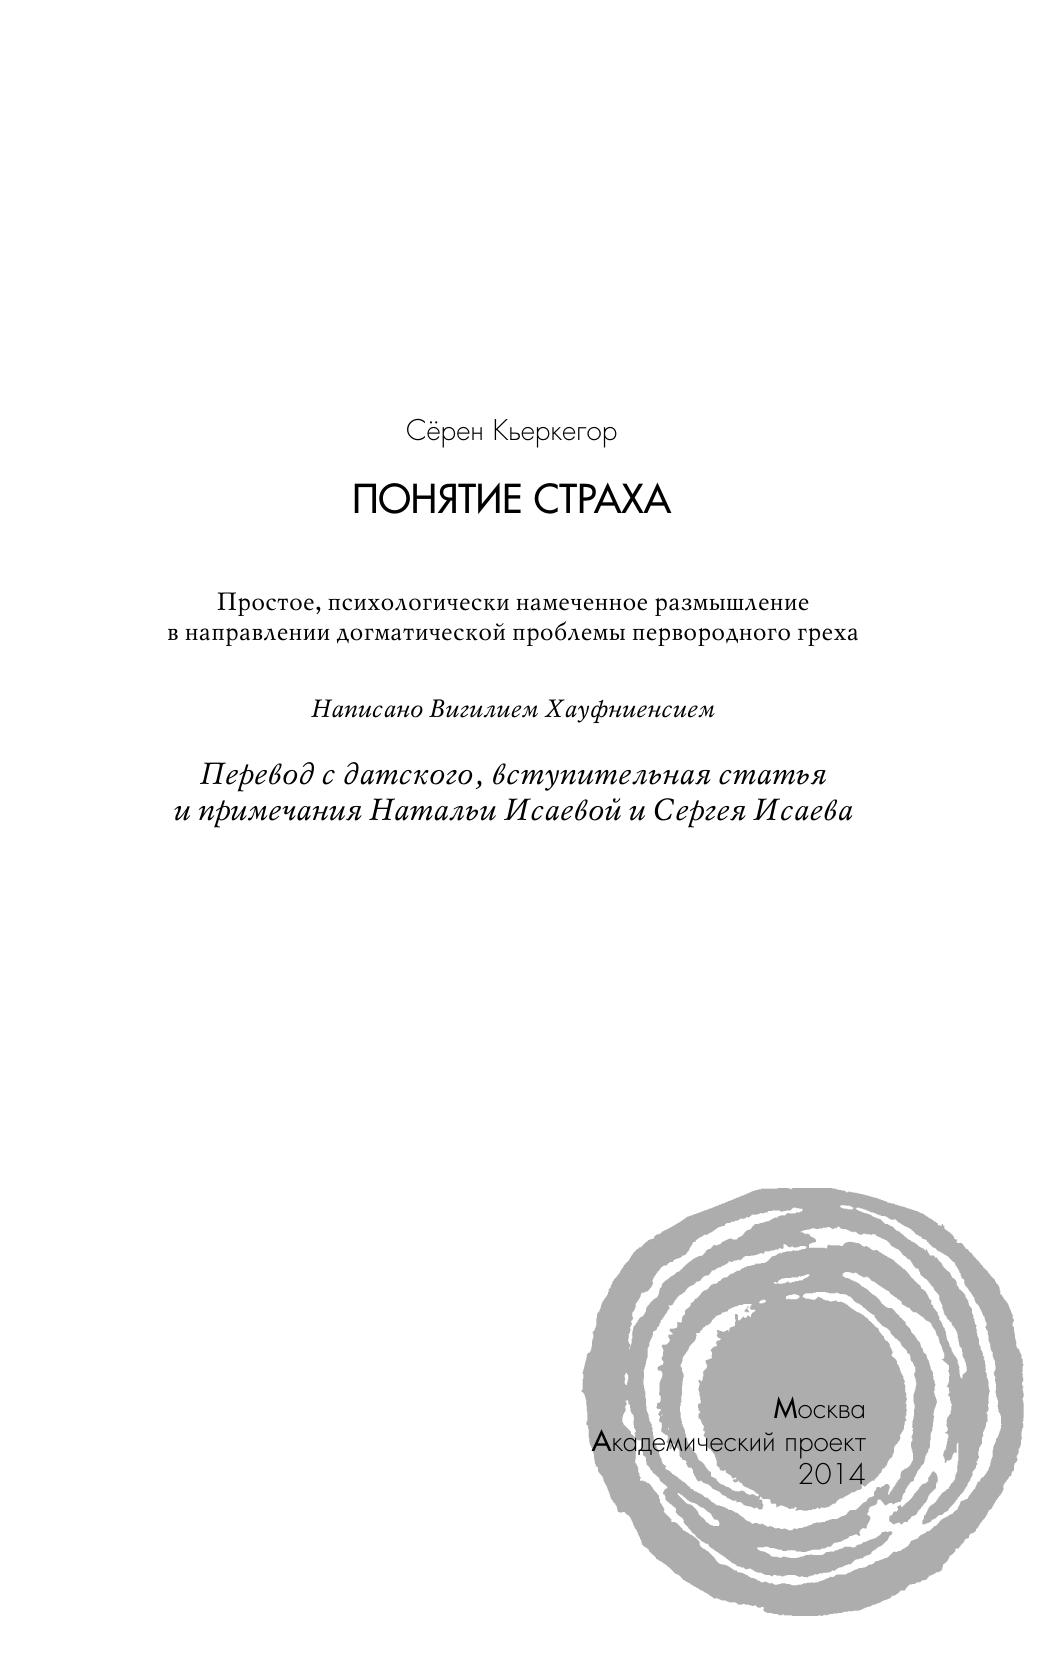 Сёрен Кьеркегор
ПОНЯТИЕ СТРАХА
Простое, психологически намеченное размышление
в направлении догматической проблемы первородного греха
Написано Вигилием Хауфниенсием
Перевод с датского, вступительная статья
и примечания Натальи Исаевой и Сергея Исаева
Москва
Академический проект
2014